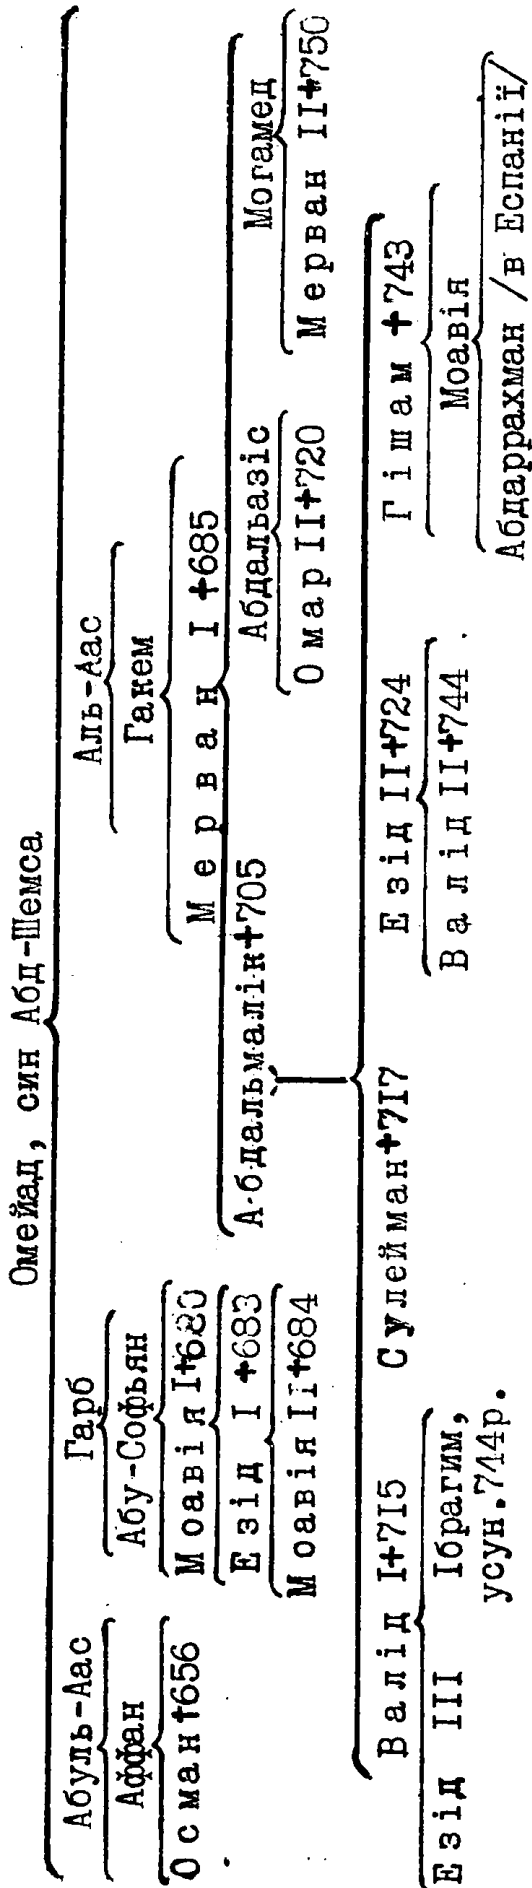 Омейад, син Абд-Шемса
Абуль-Аас
Аффан
Осман+656
Гарб
Абу-Софьян
Моавія I+680
Езід I +683
Моавія II+684
Аль-Аас
Гакем
Мерван I +685
Абдальмалік+705
Абдальазіс
Омар II+720
Могамед
Мерван II+750
Валід I+715
Сулейман+717
Езід II+724
Гішам +743
Езід III
Ібрагим,
усун.744р.
Валід II+744
Моавія
Абдаррахман /в Еспанії/